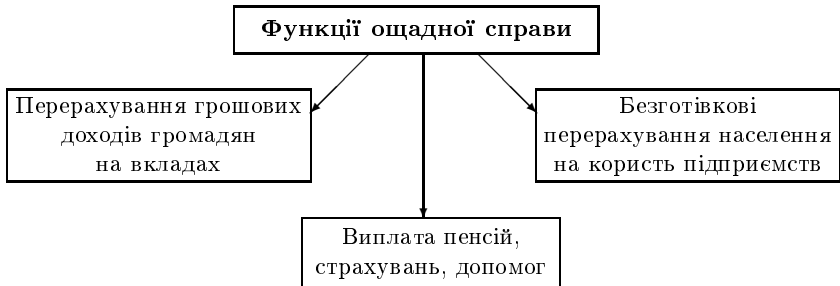 Функції ощадної справи
Перерахування грошових
доходів громадян
на вкладах
Безготівкові
перерахування населення
на користь підприємств
Виплата пенсій,
страхувань, допомог